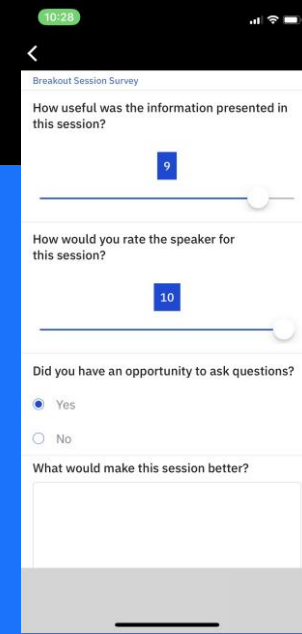 10:28
Breakout Session Survey
How useful was the information presented in
this session?
9
How would you rate the speaker for
this session?
10
Did you have an opportunity to ask questions?
Yes
No
What would make this session better?